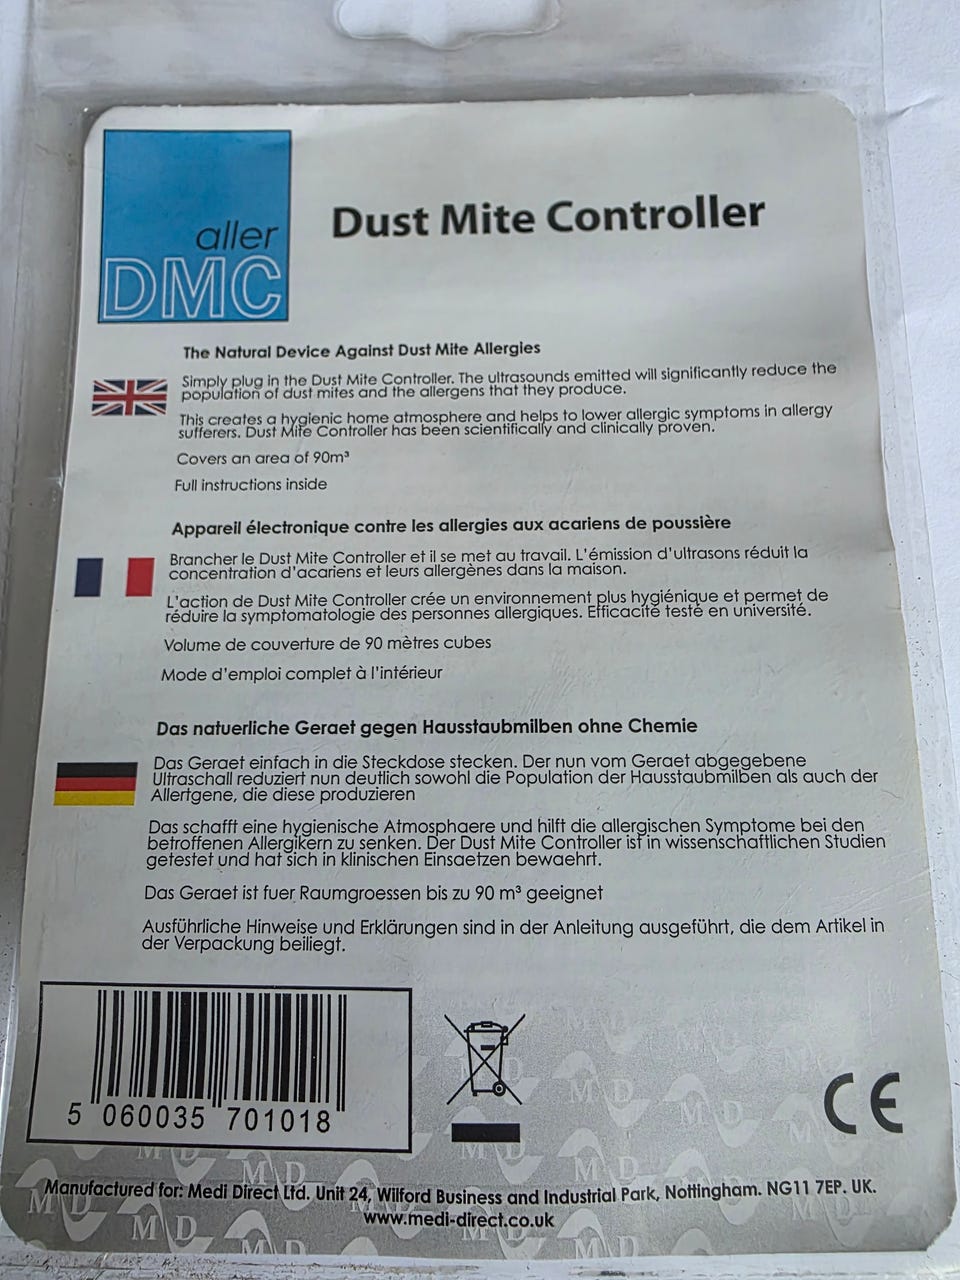 aller
DMC
Dust Mite Controller
The Natural Device Against Dust Mite Allergies
Simply plug in the Dust Mite Controller. The ultrasounds emitted will significantly reduce the
population of dust mites and the allergens that they produce.
This creates a hygienic home atmosphere and helps to lower allergic symptoms in allergy
sufferers. Dust Mite Controller has been scientifically and clinically proven.
Covers an area of 90m³
Full instructions inside
Appareil électronique contre les allergies aux acariens de poussière
Brancher le Dust Mite Controller et il se met au travail. L'émission d'ultrasons réduit la
concentration d'acariens et leurs allergènes dans la maison.
L'action de Dust Mite Controller crée un environnement plus hygiénique et permet de
réduire la symptomatologie des personnes allergiques. Efficacité testé en université.
Volume de couverture de 90 mètres cubes
Mode d'emploi complet à l'intérieur
Das natuerliche Geraet gegen Hausstaubmilben ohne Chemie
Das Geraet einfach in die Steckdose stecken. Der nun vom Geraet abgegebene
Ultraschall reduziert nun deutlich sowohl die Population der Hausstaubmilben als auch der
Allertgene, die diese produzieren
Das schafft eine hygienische Atmosphaere und hilft die allergischen Symptome bei den
betroffenen Allergikern zu senken. Der Dust Mite Controller ist in wissenschaftlichen Studien
getestet und hat sich in klinischen Einsaetzen bewaehrt.
Das Geraet ist fuer Raumgroessen bis zu 90 m³ geeignet
Ausführliche Hinweise und Erklärungen sind in der Anleitung ausgeführt, die dem Artikel in
der Verpackung beiliegt.
5 060035 701018
CE
Manufactured for: Medi Direct Ltd. Unit 24, Wilford Business and Industrial Park, Nottingham. NG11 7EP. UK.
www.medi-direct.co.uk